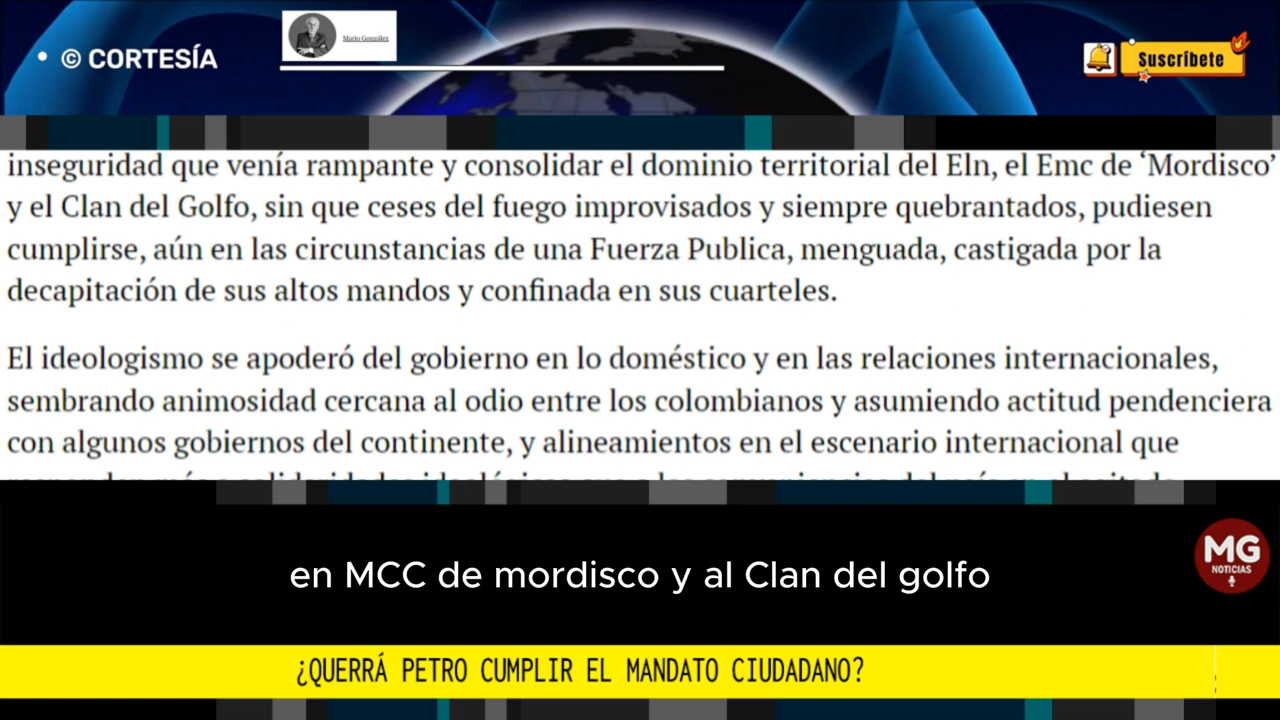 • © CORTESÍA
Mario González
Suscríbete
inseguridad que venía rampante y consolidar el dominio territorial del Eln, el Emc de ‘Mordisco’
y el Clan del Golfo, sin que ceses del fuego improvisados y siempre quebrantados, pudiesen
cumplirse, aún en las circunstancias de una Fuerza Publica, menguada, castigada por la
decapitación de sus altos mandos y confinada en sus cuarteles.
El ideologismo se apoderó del gobierno en lo doméstico y en las relaciones internacionales,
sembrando animosidad cercana al odio entre los colombianos y asumiendo actitud pendenciera
con algunos gobiernos del continente, y alineamientos en el escenario internacional que
en MCC de mordisco y al Clan del golfo
MG
NOTICIAS
¿QUERRÁ PETRO CUMPLIR EL MANDATO CIUDADANO?